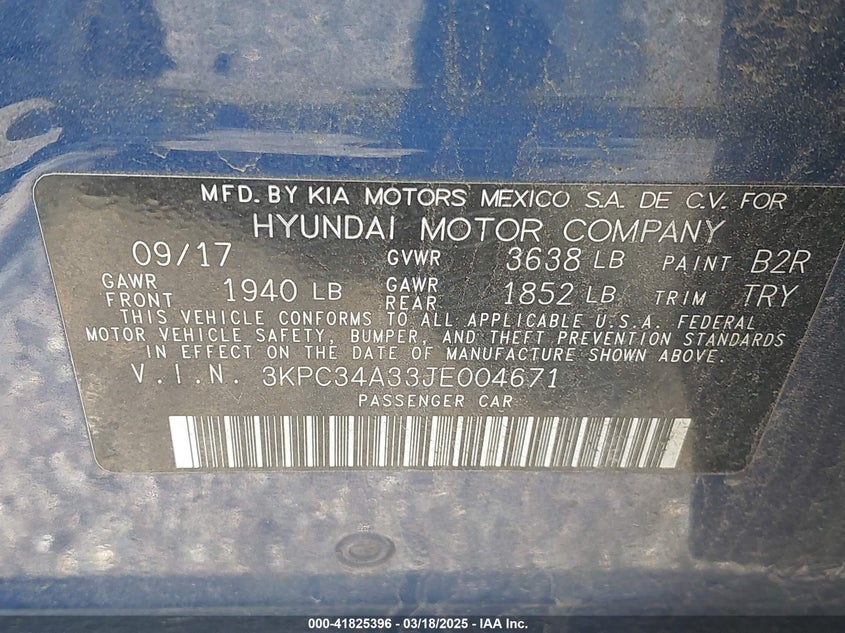 MFD. BY KIA MOTORS MEXICO S.A. DE C.V. FOR
HYUNDAI MOTOR COMPANY
09/17 GVWR 3638 LB PAINT B2R
GAWR FRONT 1940 LB GAWR REAR 1852 LB TRIM TRY
THIS VEHICLE CONFORMS TO ALL APPLICABLE U.S.A. FEDERAL
MOTOR VEHICLE SAFETY, BUMPER, AND THEFT PREVENTION STANDARDS
IN EFFECT ON THE DATE OF MANUFACTURE SHOWN ABOVE.
V.I.N. 3KPC34A33JE004671
PASSENGER CAR
000-41825396 - 03/18/2025 - IAA Inc.